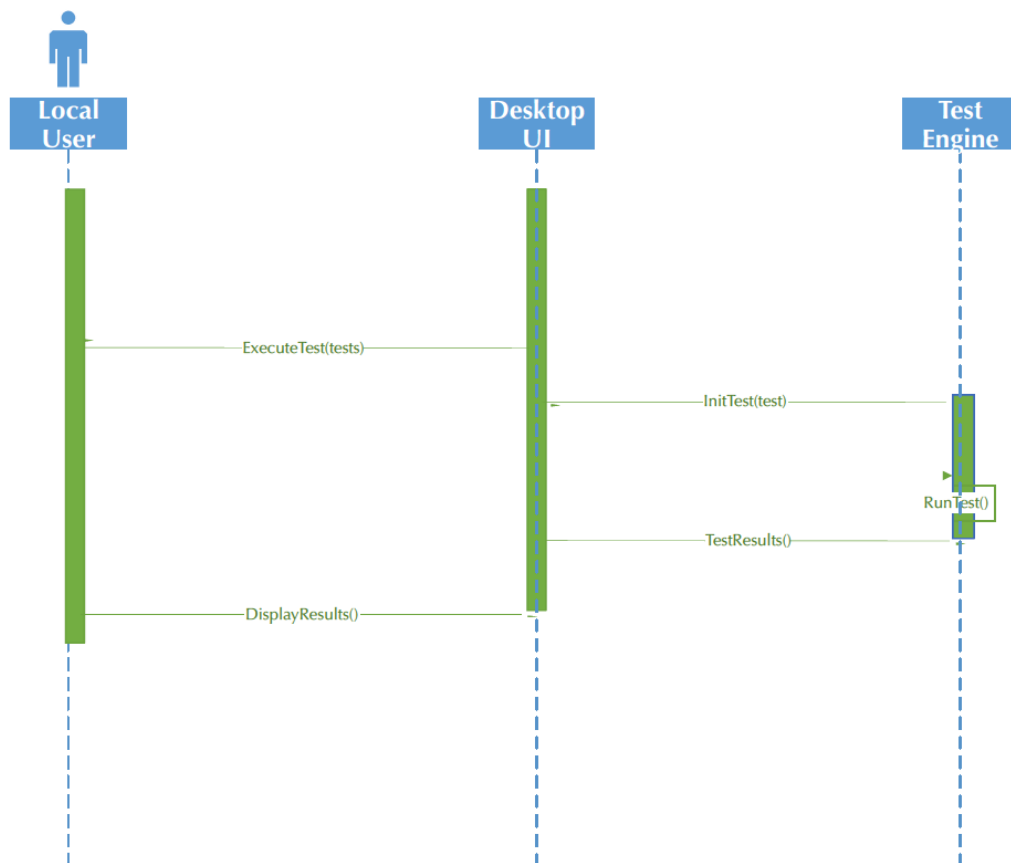 Local
User
Desktop
UI
Test
Engine
ExecuteTest(tests)
InitTest(test)
RunTest()
TestResults()
DisplayResults()